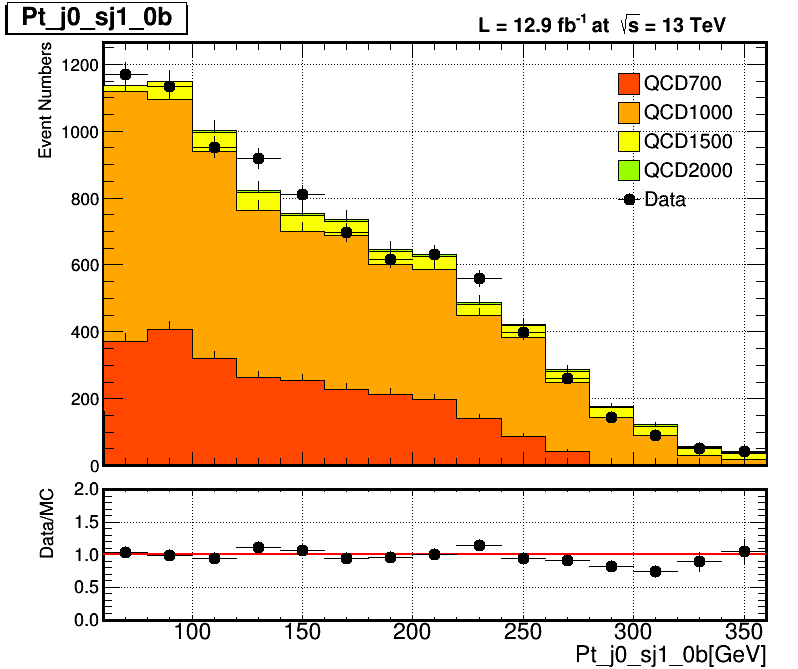 Pt_j0_sj1_0b
L = 12.9 fb⁻¹ at √s = 13 TeV
Event Numbers
1200
1000
800
600
400
200
0
QCD700
QCD1000
QCD1500
QCD2000
Data
Data/MC
2.0
1.5
1.0
0.5
0.0
100 150 200 250 300 350
Pt_j0_sj1_0b[GeV]